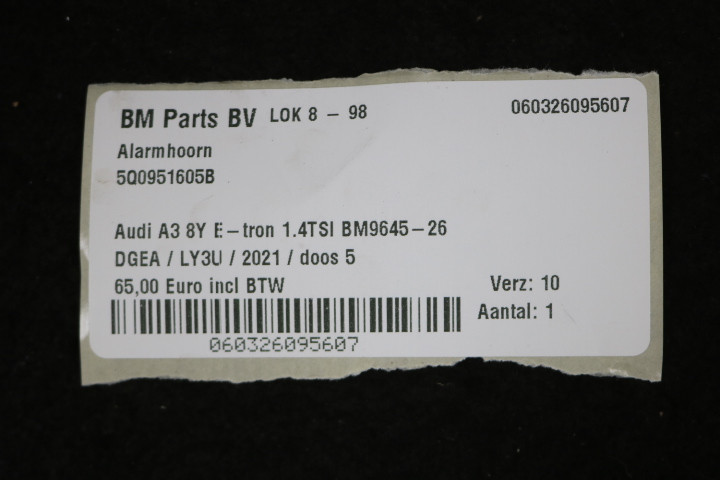 BM Parts BV LOK 8 - 98 060326095607
Alarmhoorn
5Q0951605B
Audi A3 8Y E-tron 1.4TSI BM9645-26
DGEA / LY3U / 2021 / doos 5
65,00 Euro incl BTW Verz: 10
Aantal: 1
060326095607